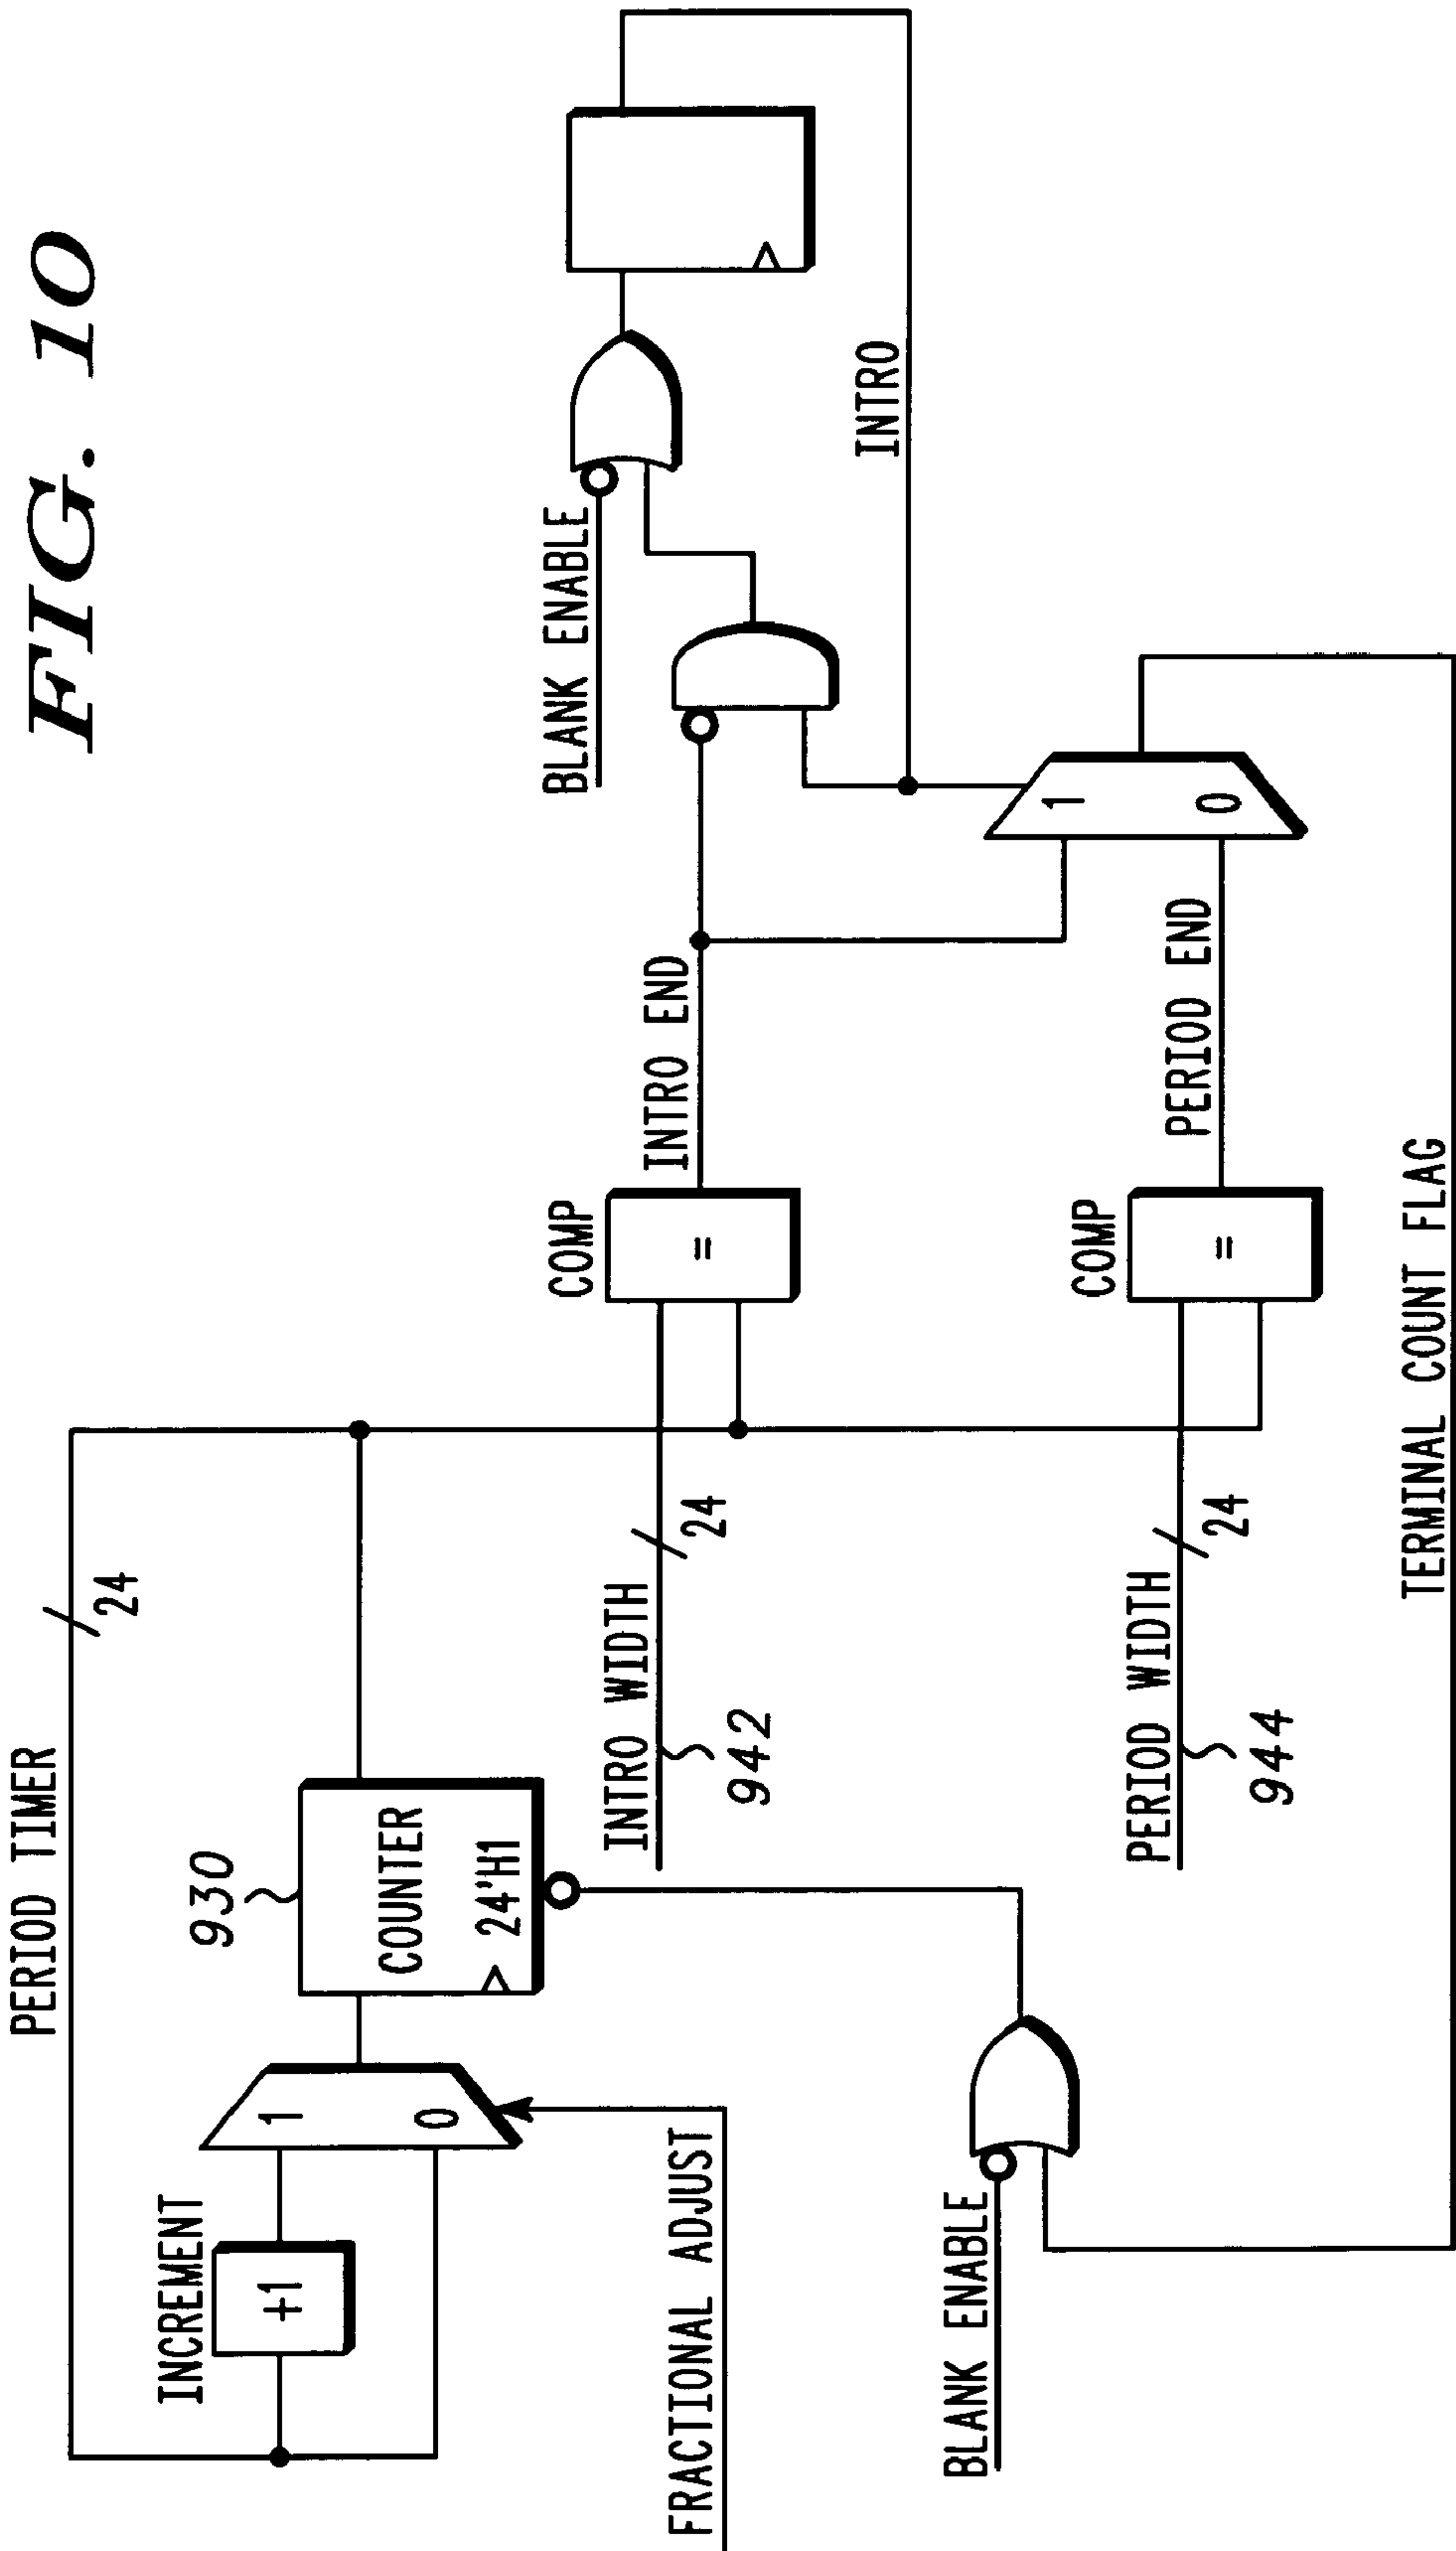 FIG. 10
PERIOD TIMER
24
INCREMENT
+1
1
0
930
COUNTER
24'H1
FRACTIONAL ADJUST
INTRO WIDTH
24
942
COMP
=
INTRO END
BLANK ENABLE
INTRO
BLANK ENABLE
PERIOD WIDTH
24
944
COMP
=
PERIOD END
1
0
TERMINAL COUNT FLAG